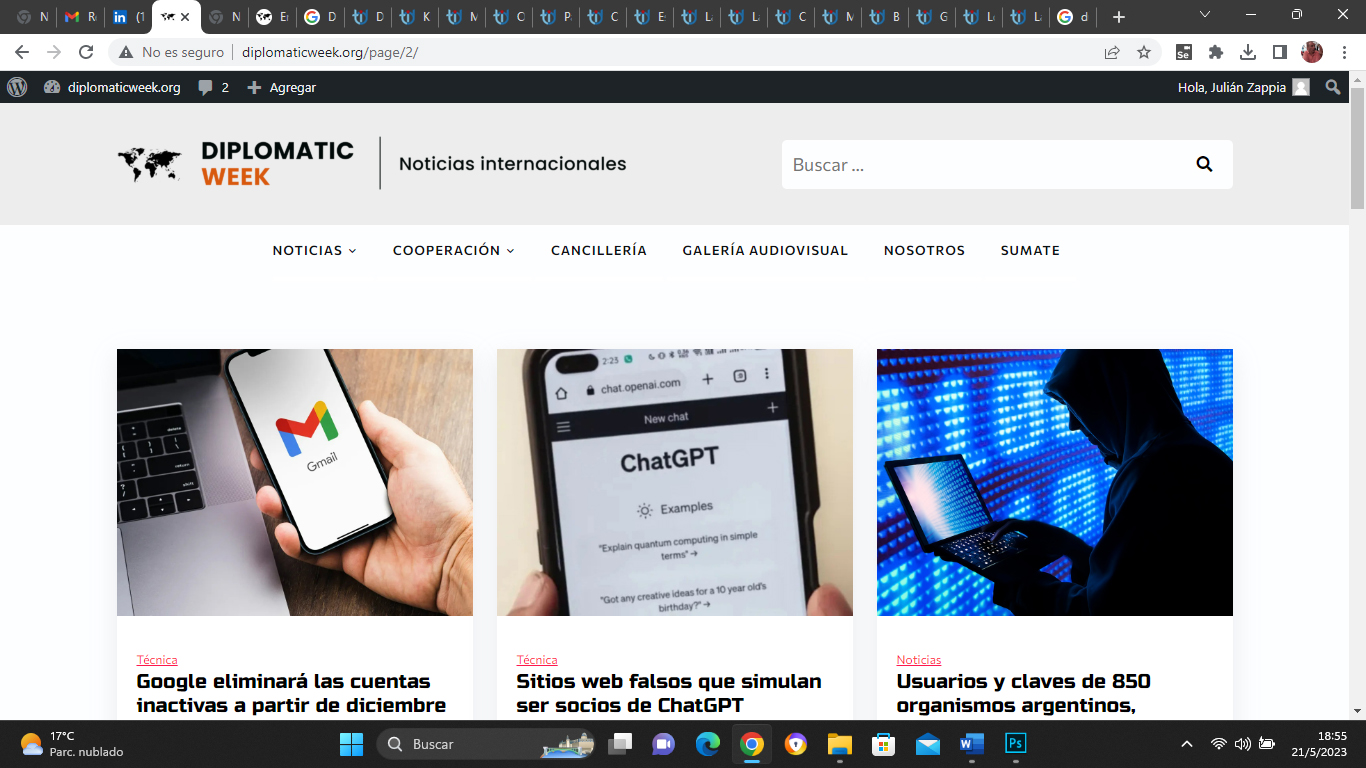 No es seguro
diplomaticweek.org/page/2/
diplomaticweek.org
2
Agregar
Hola, Julián Zappia
DIPLOMATIC
WEEK
Noticias internacionales
Buscar ...
NOTICIAS
COOPERACIÓN
CANCILLERÍA
GALERÍA AUDIOVISUAL
NOSOTROS
SUMATE
delete
return
shift
Gmail
2:23
chat.openai.com
New chat
ChatGPT
Examples
"Explain quantum computing in simple
terms" →
"Got any creative ideas for a 10 year old's
birthday?" →
Técnica
Google eliminará las cuentas
inactivas a partir de diciembre
Técnica
Sitios web falsos que simulan
ser socios de ChatGPT
Noticias
Usuarios y claves de 850
organismos argentinos,
17°C
Parc. nublado
Buscar
18:55
21/5/2023